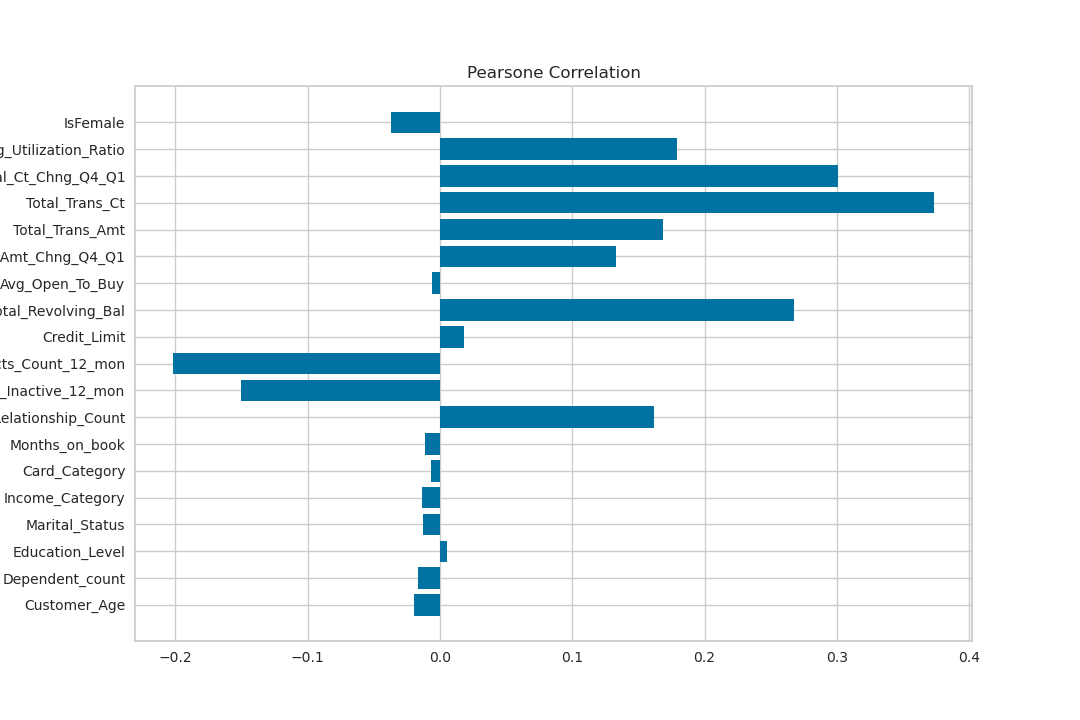 Pearsone Correlation
IsFemale
g_Utilization_Ratio
al_Ct_Chng_Q4_Q1
Total_Trans_Ct
Total_Trans_Amt
Amt_Chng_Q4_Q1
Avg_Open_To_Buy
otal_Revolving_Bal
Credit_Limit
cts_Count_12_mon
_Inactive_12_mon
elationship_Count
Months_on_book
Card_Category
Income_Category
Marital_Status
Education_Level
Dependent_count
Customer_Age
−0.2 −0.1 0.0 0.1 0.2 0.3 0.4